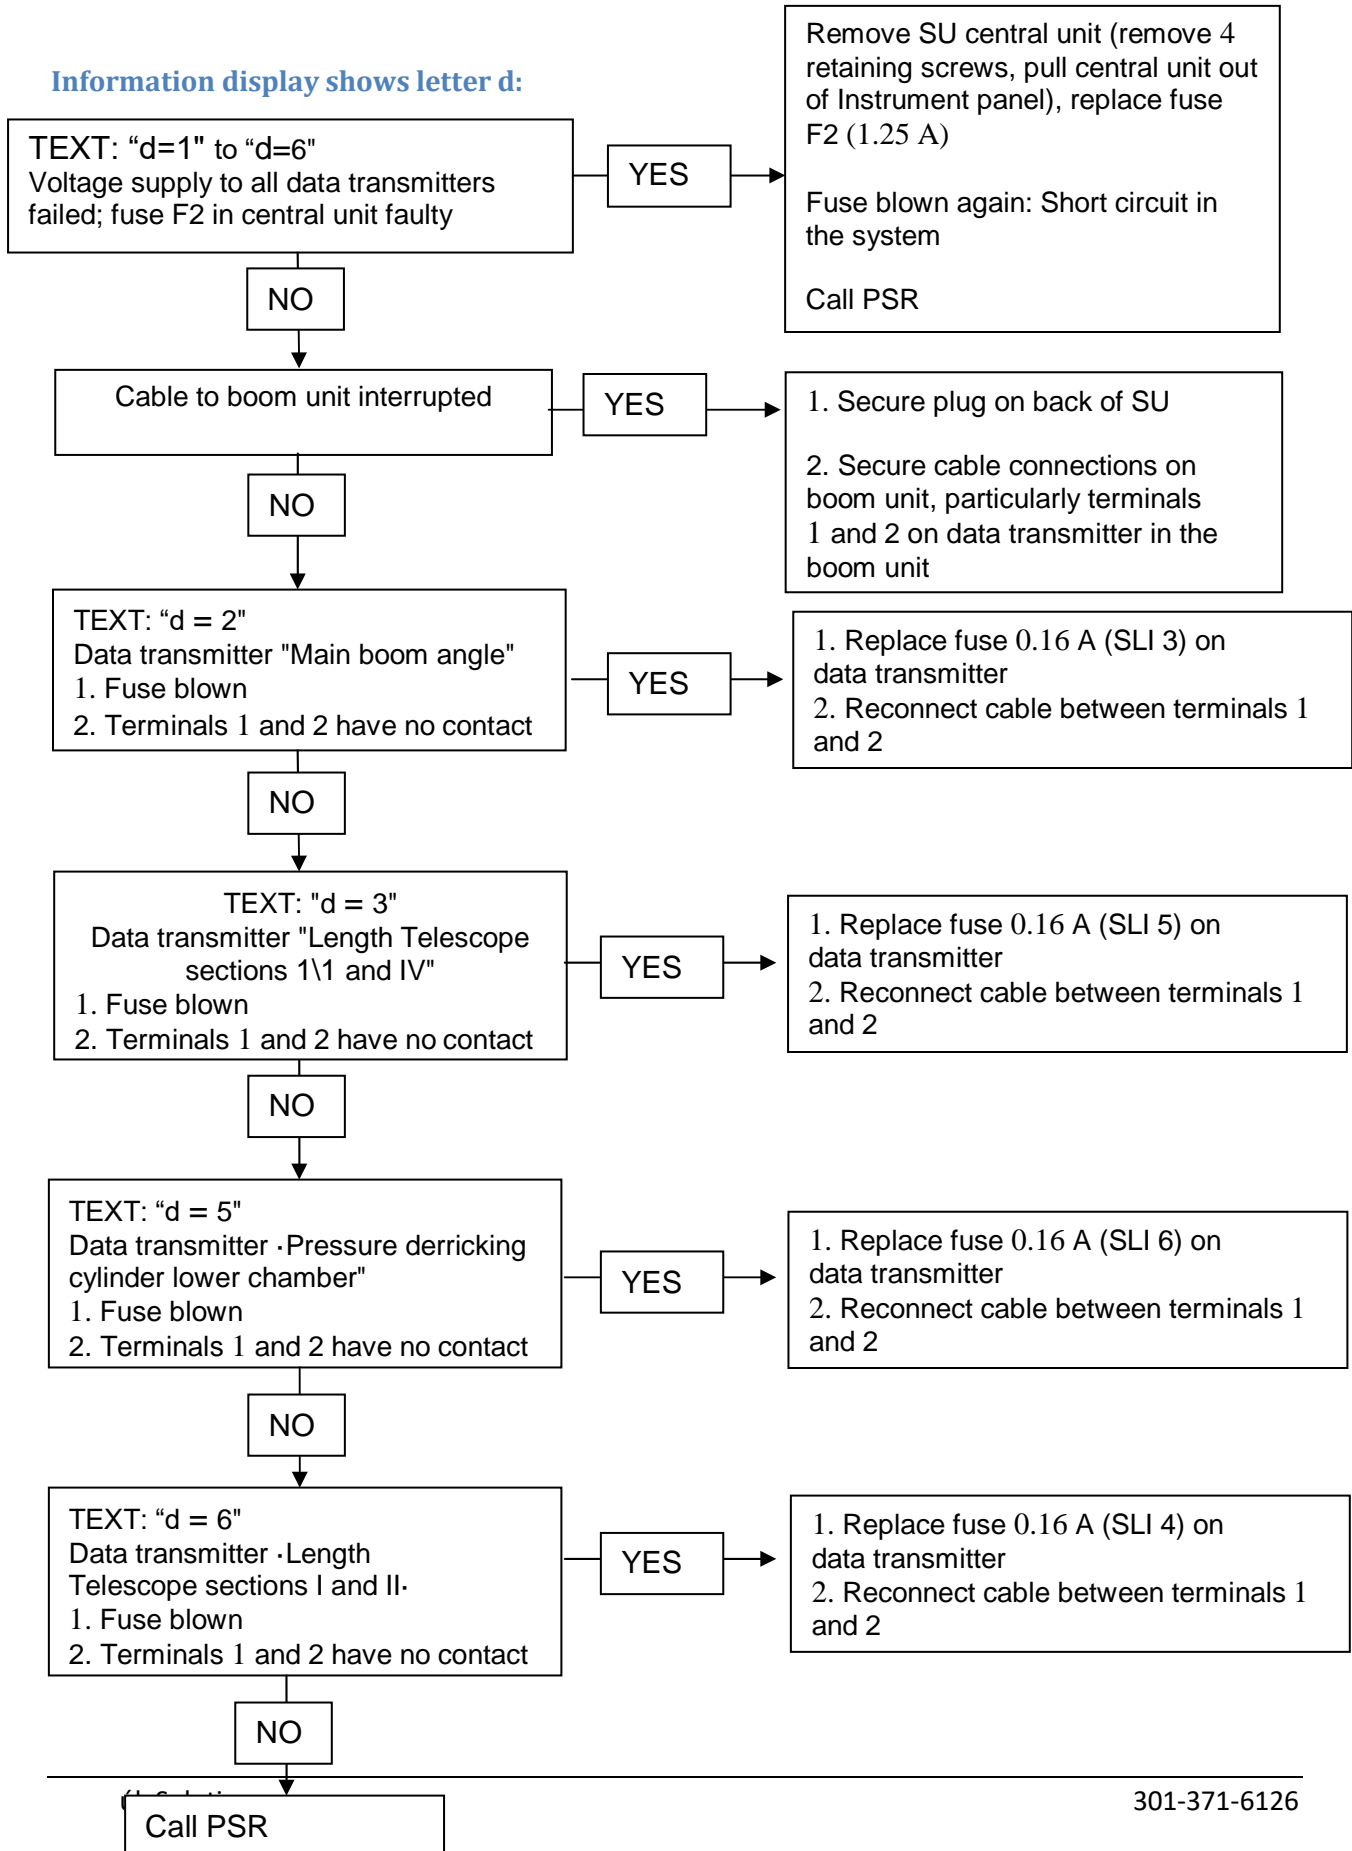 Information display shows letter d:
TEXT: “d=1" to “d=6"
Voltage supply to all data transmitters
failed; fuse F2 in central unit faulty
YES
Remove SU central unit (remove 4
retaining screws, pull central unit out
of Instrument panel), replace fuse
F2 (1.25 A)
Fuse blown again: Short circuit in
the system
Call PSR
NO
Cable to boom unit interrupted
YES
1. Secure plug on back of SU
2. Secure cable connections on
boom unit, particularly terminals
1 and 2 on data transmitter in the
boom unit
NO
TEXT: “d = 2"
Data transmitter "Main boom angle"
1. Fuse blown
2. Terminals 1 and 2 have no contact
YES
1. Replace fuse 0.16 A (SLI 3) on
data transmitter
2. Reconnect cable between terminals 1
and 2
NO
TEXT: "d = 3"
Data transmitter "Length Telescope
sections 1\1 and IV"
1. Fuse blown
2. Terminals 1 and 2 have no contact
YES
1. Replace fuse 0.16 A (SLI 5) on
data transmitter
2. Reconnect cable between terminals 1
and 2
NO
TEXT: “d = 5"
Data transmitter ·Pressure derricking
cylinder lower chamber"
1. Fuse blown
2. Terminals 1 and 2 have no contact
YES
1. Replace fuse 0.16 A (SLI 6) on
data transmitter
2. Reconnect cable between terminals 1
and 2
NO
TEXT: “d = 6"
Data transmitter ·Length
Telescope sections I and II·
1. Fuse blown
2. Terminals 1 and 2 have no contact
YES
1. Replace fuse 0.16 A (SLI 4) on
data transmitter
2. Reconnect cable between terminals 1
and 2
NO
301-371-6126
Call PSR